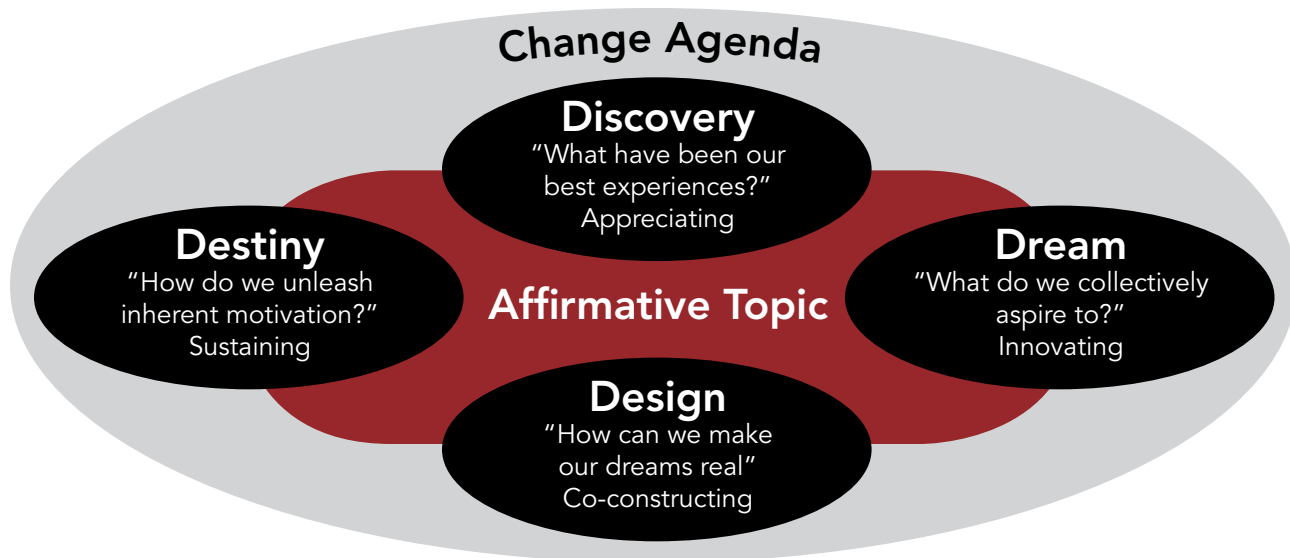 Change Agenda
Discovery
“What have been our
best experiences?”
Appreciating
Destiny
“How do we unleash
inherent motivation?”
Sustaining
Affirmative Topic
Dream
“What do we collectively
aspire to?”
Innovating
Design
“How can we make
our dreams real”
Co-constructing